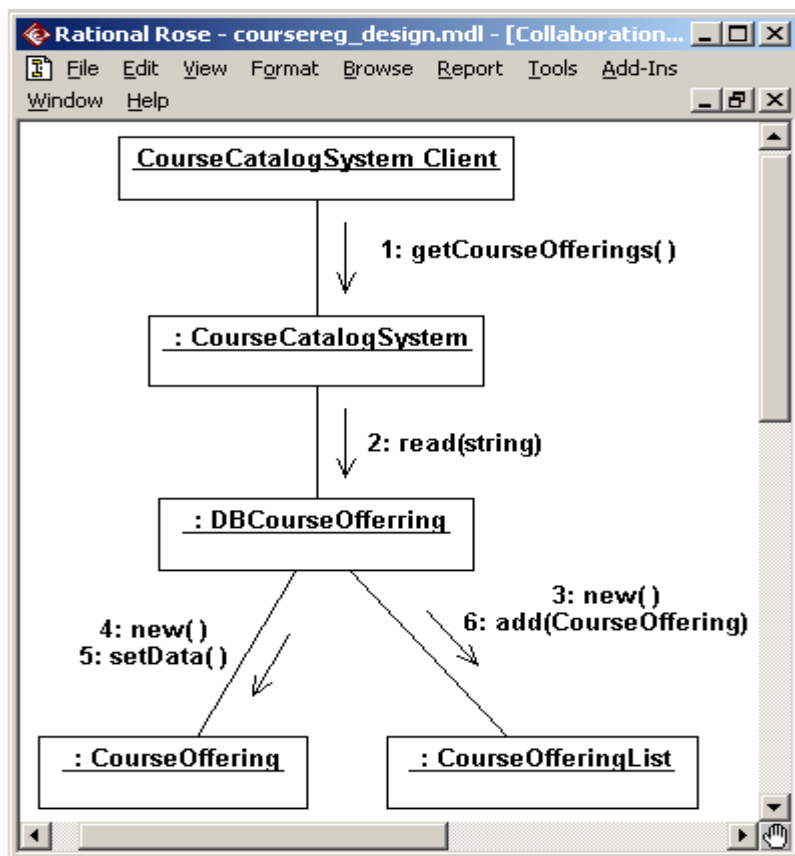 Rational Rose - coursereg_design.mdl - [Collaboration...
File Edit View Format Browse Report Tools Add-Ins
Window Help
CourseCatalogSystem Client
1: getCourseOfferings( )
: CourseCatalogSystem
2: read(string)
: DBCourseOfferring
3: new( )
6: add(CourseOffering)
4: new( )
5: setData( )
: CourseOffering
: CourseOfferingList